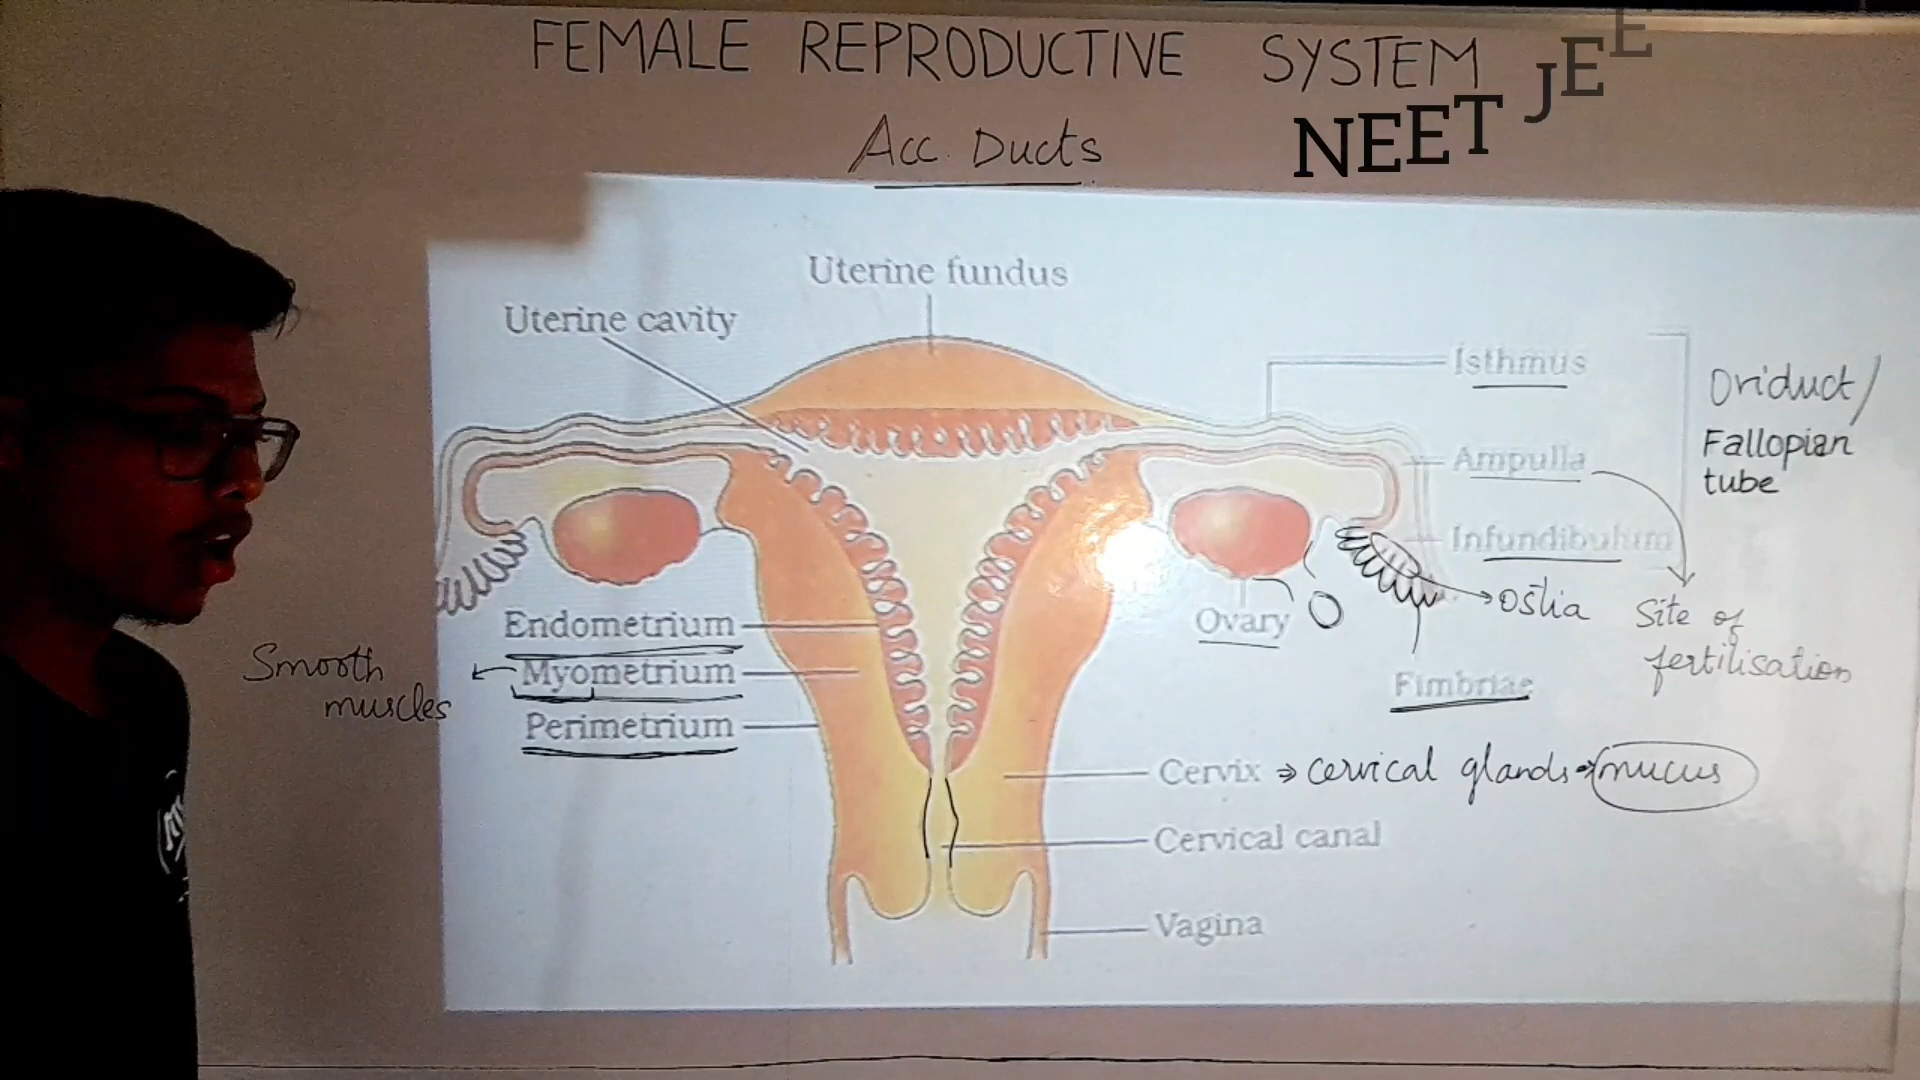 FEMALE REPRODUCTIVE SYSTEM
NEET JEE
Acc. Ducts
Uterine fundus
Uterine cavity
Isthmus
Ampulla
Infundibulum
Oviduct/
Fallopian
tube
Ostia
Site of
fertilisation
Ovary
Fimbriae
Endometrium
Myometrium
Perimetrium
Smooth
muscles
Cervix ⇒ cervical glands → mucus
Cervical canal
Vagina